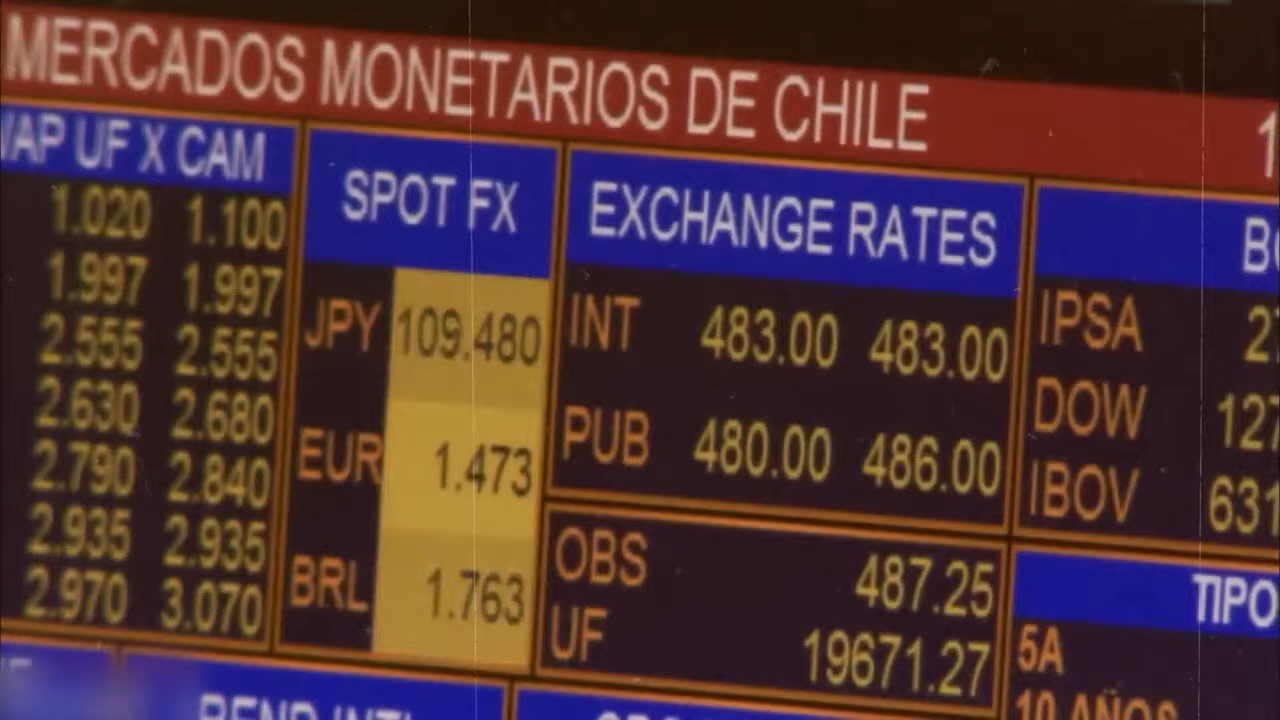 MERCADOS MONETARIOS DE CHILE
UF X CAM
1.020 1.100
1.997 1.997
2.555 2.555
2.630 2.680
2.790 2.840
2.935 2.935
2.970 3.070
SPOT FX
JPY 109.480
EUR 1.473
BRL 1.763
EXCHANGE RATES
INT 483.00 483.00
PUB 480.00 486.00
OBS 487.25
UF 19671.27
IPSA
DOW
IBOV
TIPO
5A
10 AÑOS